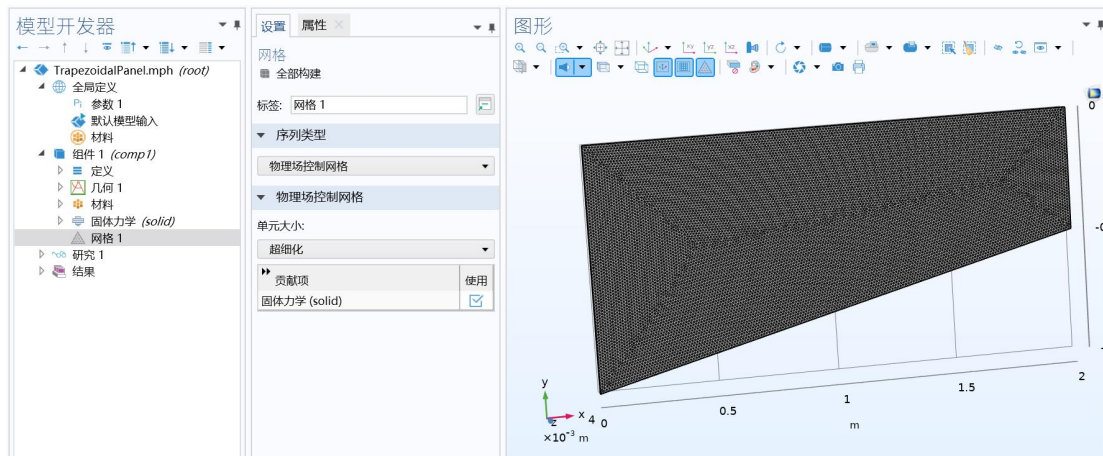 模型开发器
TrapezoidalPanel.mph (root)
全局定义
Pi 参数 1
默认模型输入
材料
组件 1 (comp1)
定义
几何 1
材料
固体力学 (solid)
网格 1
研究 1
结果
设置 属性
网格
全部构建
标签: 网格 1
序列类型
物理场控制网格
物理场控制网格
单元大小:
超细化
贡献项 使用
固体力学 (solid)
图形
xy yz xz
0
-0
-
2
1.5
1
0.5
0
m
4
×10⁻³ m
y
z x